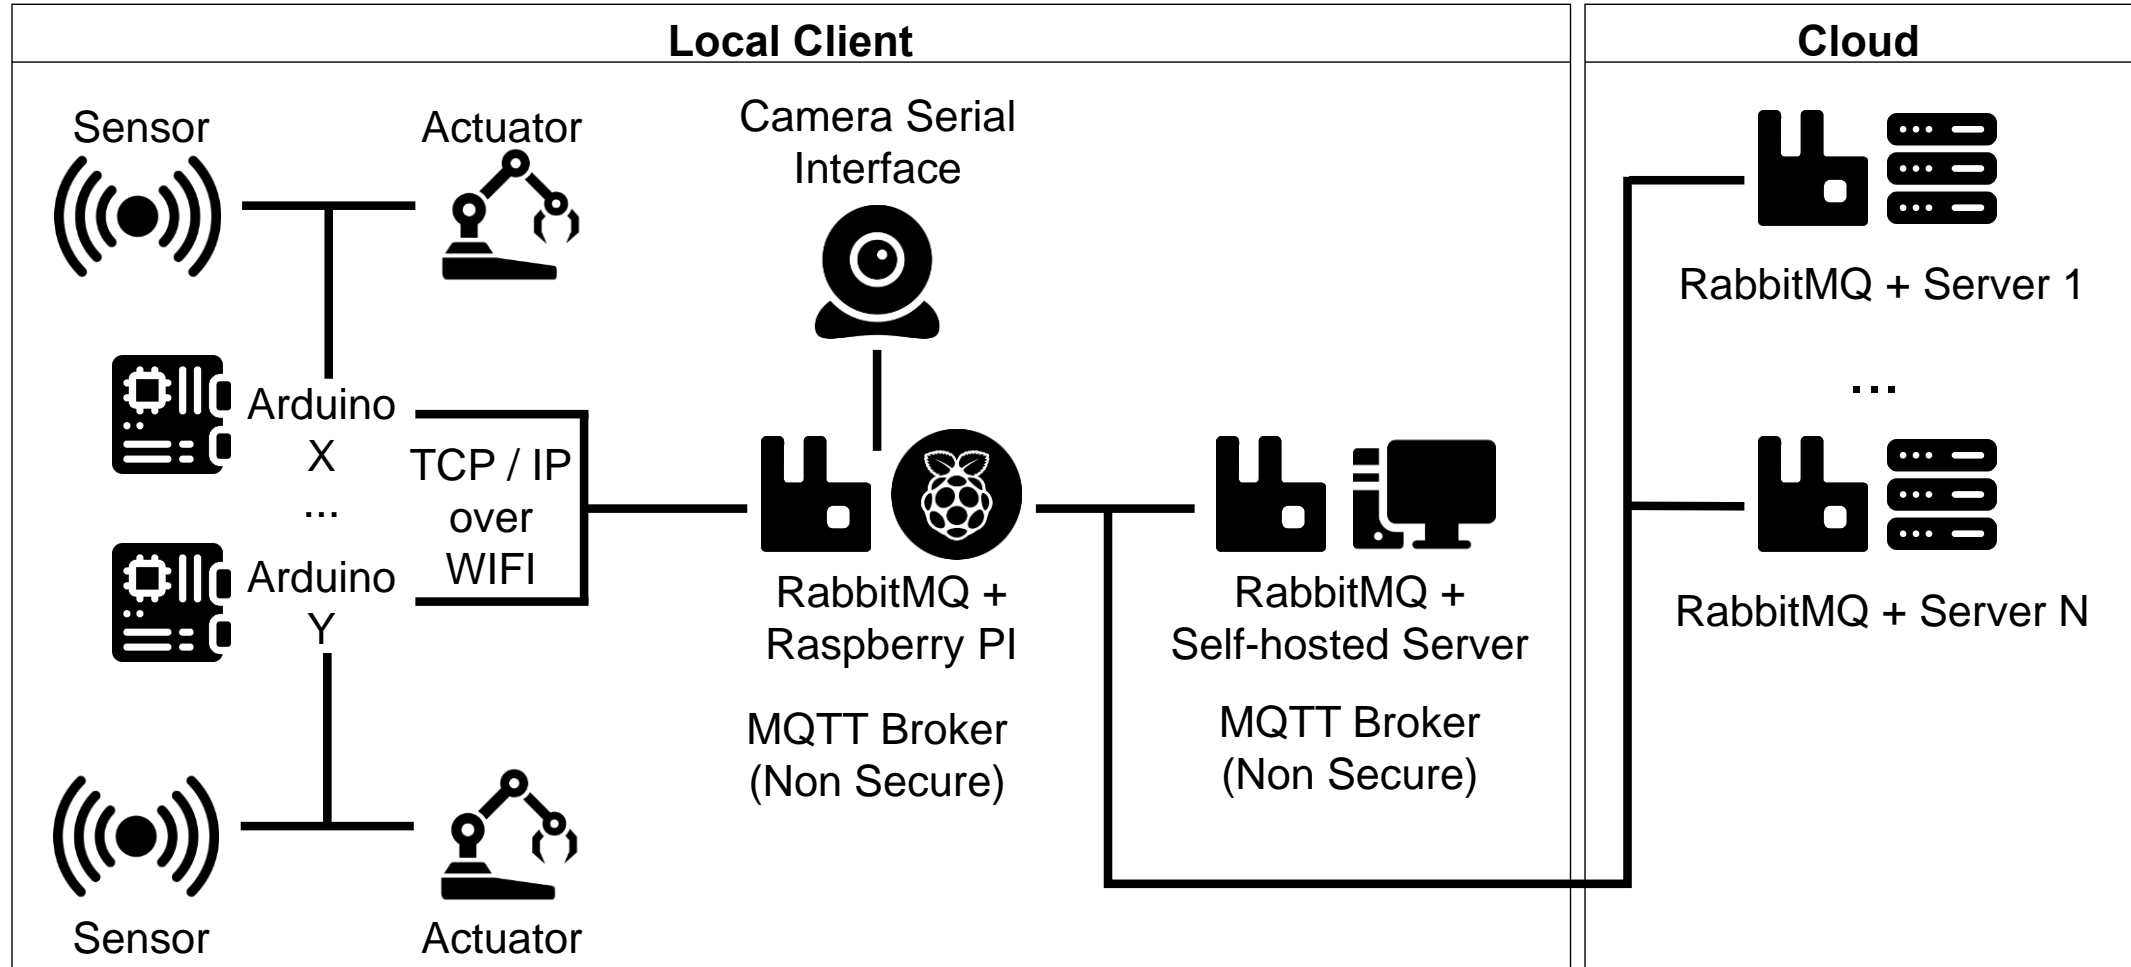 Local Client
Cloud
Sensor
Actuator
Camera Serial
Interface
RabbitMQ + Server 1
...
Arduino
X
...
TCP / IP
over
WIFI
Arduino
Y
RabbitMQ +
Raspberry PI
RabbitMQ +
Self-hosted Server
RabbitMQ + Server N
MQTT Broker
(Non Secure)
MQTT Broker
(Non Secure)
Sensor
Actuator